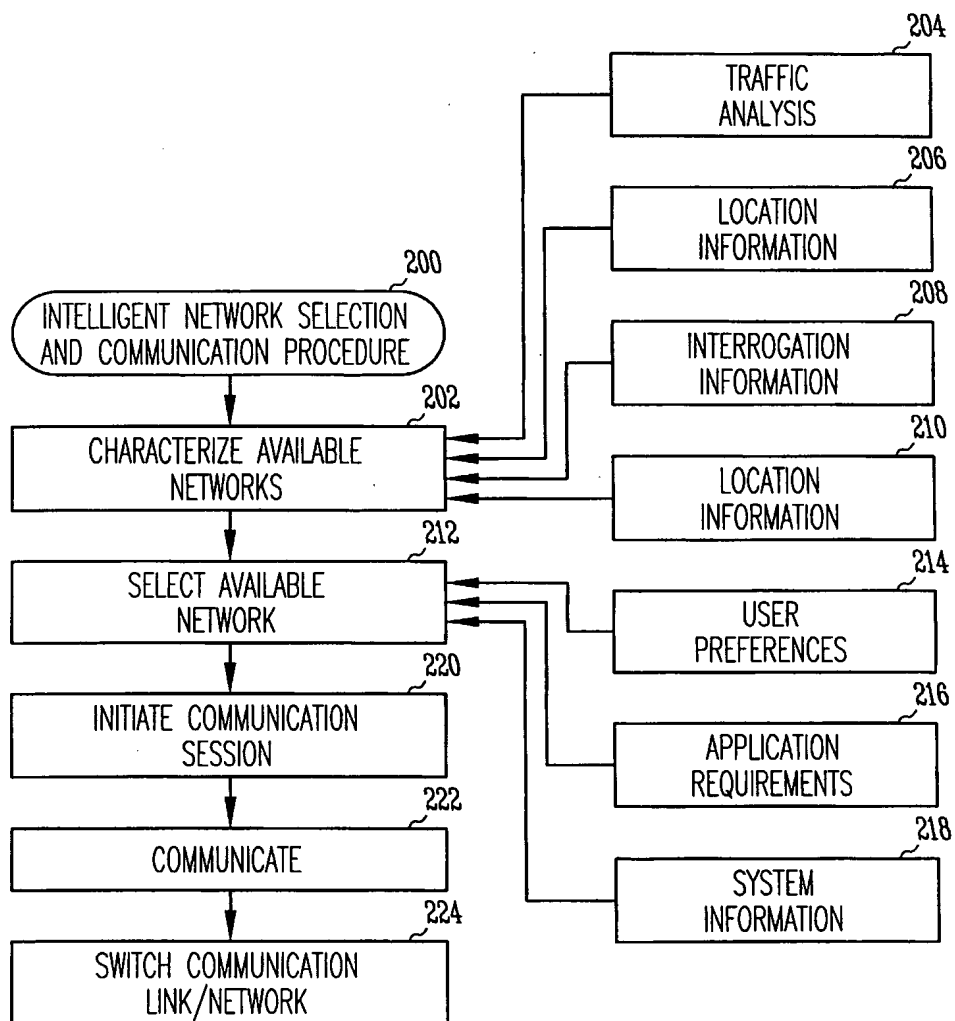 204
TRAFFIC
ANALYSIS
206
LOCATION
INFORMATION
200
INTELLIGENT NETWORK SELECTION
AND COMMUNICATION PROCEDURE
208
INTERROGATION
INFORMATION
202
CHARACTERIZE AVAILABLE
NETWORKS
210
LOCATION
INFORMATION
212
SELECT AVAILABLE
NETWORK
214
USER
PREFERENCES
220
INITIATE COMMUNICATION
SESSION
216
APPLICATION
REQUIREMENTS
222
COMMUNICATE
218
SYSTEM
INFORMATION
224
SWITCH COMMUNICATION
LINK/NETWORK